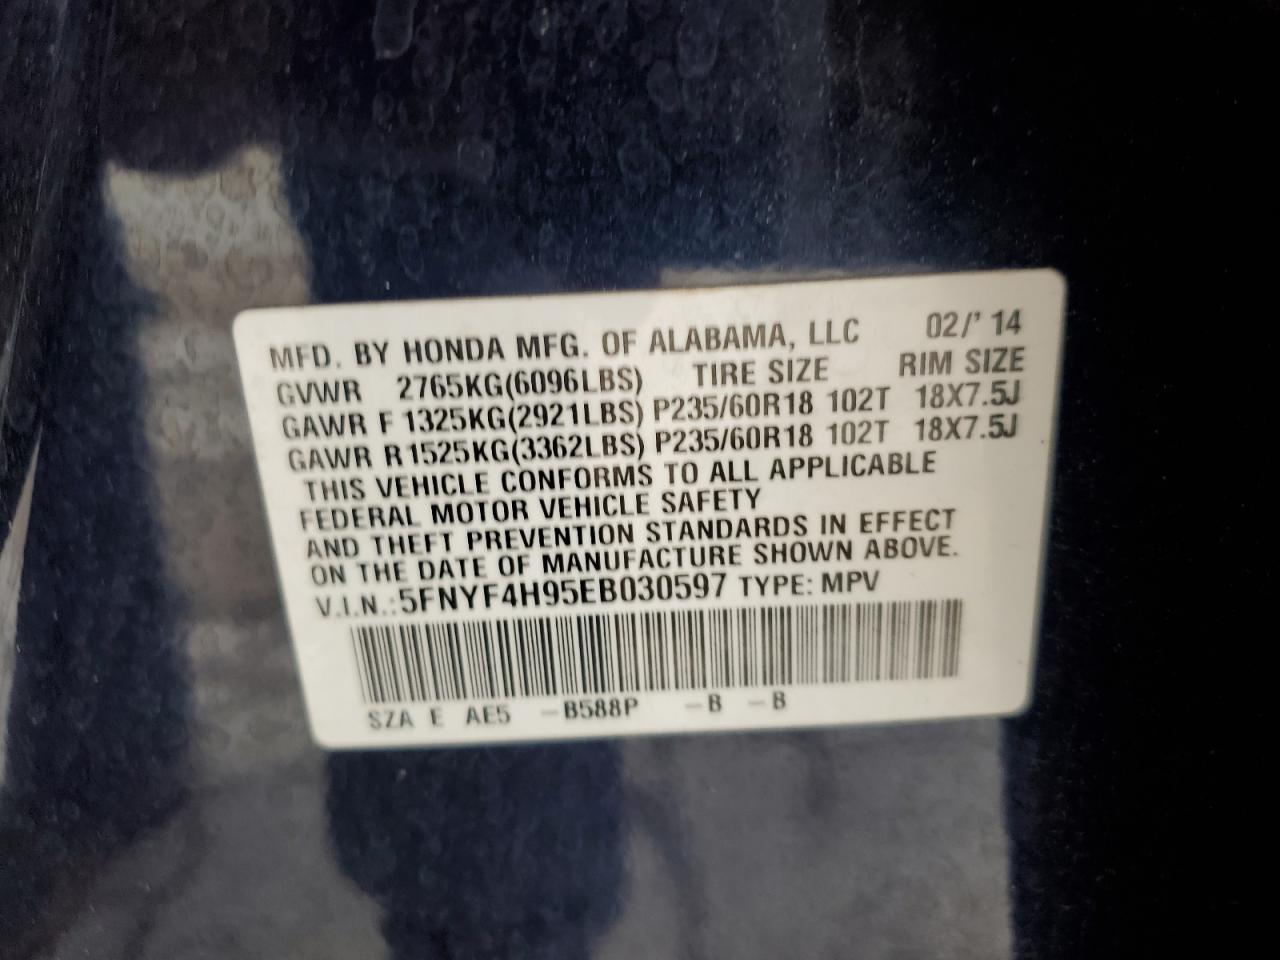 MFD. BY HONDA MFG. OF ALABAMA, LLC 02/' 14
GVWR 2765KG(6096LBS) TIRE SIZE RIM SIZE
GAWR F 1325KG(2921LBS) P235/60R18 102T 18X7.5J
GAWR R 1525KG(3362LBS) P235/60R18 102T 18X7.5J
THIS VEHICLE CONFORMS TO ALL APPLICABLE
FEDERAL MOTOR VEHICLE SAFETY
AND THEFT PREVENTION STANDARDS IN EFFECT
ON THE DATE OF MANUFACTURE SHOWN ABOVE.
V.I.N.:5FNYF4H95EB030597 TYPE: MPV
SZA E AE5 -B588P -B -B